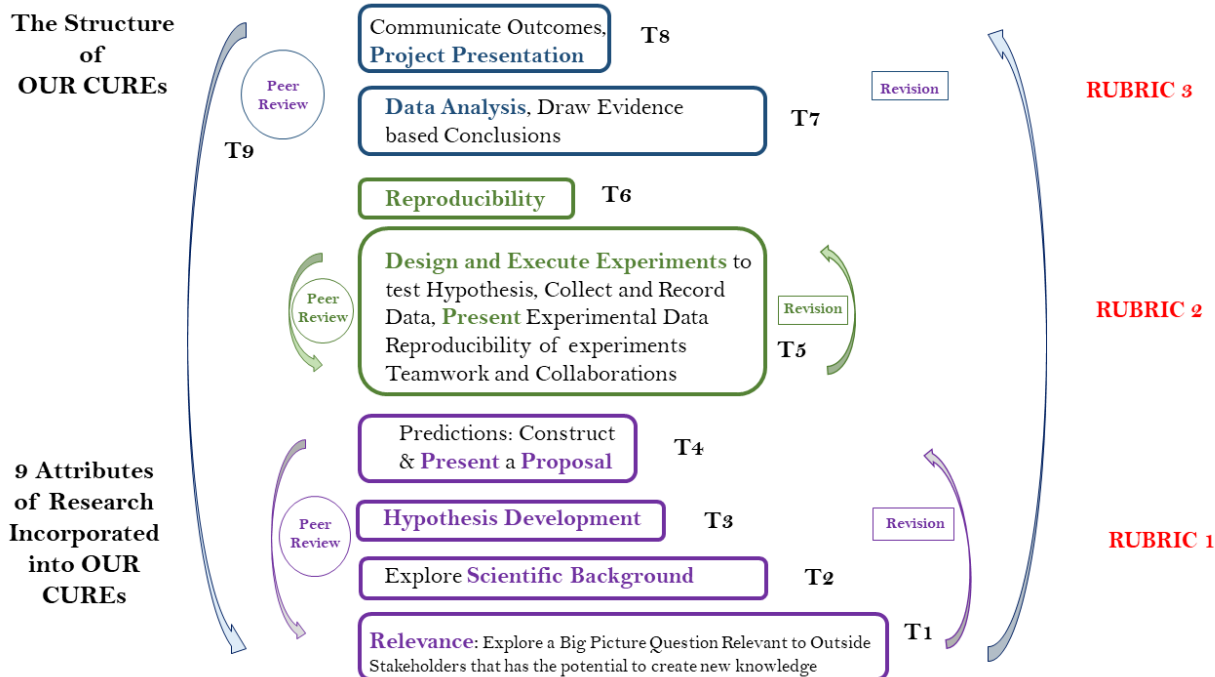 The Structure
of
OUR CUREs
Communicate Outcomes,
Project Presentation
T8
Peer
Review
Revision
RUBRIC 3
Data Analysis, Draw Evidence
based Conclusions
T7
T9
Reproducibility
T6
Design and Execute Experiments to
test Hypothesis, Collect and Record
Data, Present Experimental Data
Reproducibility of experiments
Teamwork and Collaborations
Peer
Review
Revision
T5
RUBRIC 2
Predictions: Construct
& Present a Proposal
T4
9 Attributes
of Research
Incorporated
into OUR
CUREs
Peer
Review
Hypothesis Development
T3
Revision
RUBRIC 1
Explore Scientific Background
T2
Relevance: Explore a Big Picture Question Relevant to Outside
Stakeholders that has the potential to create new knowledge
T1